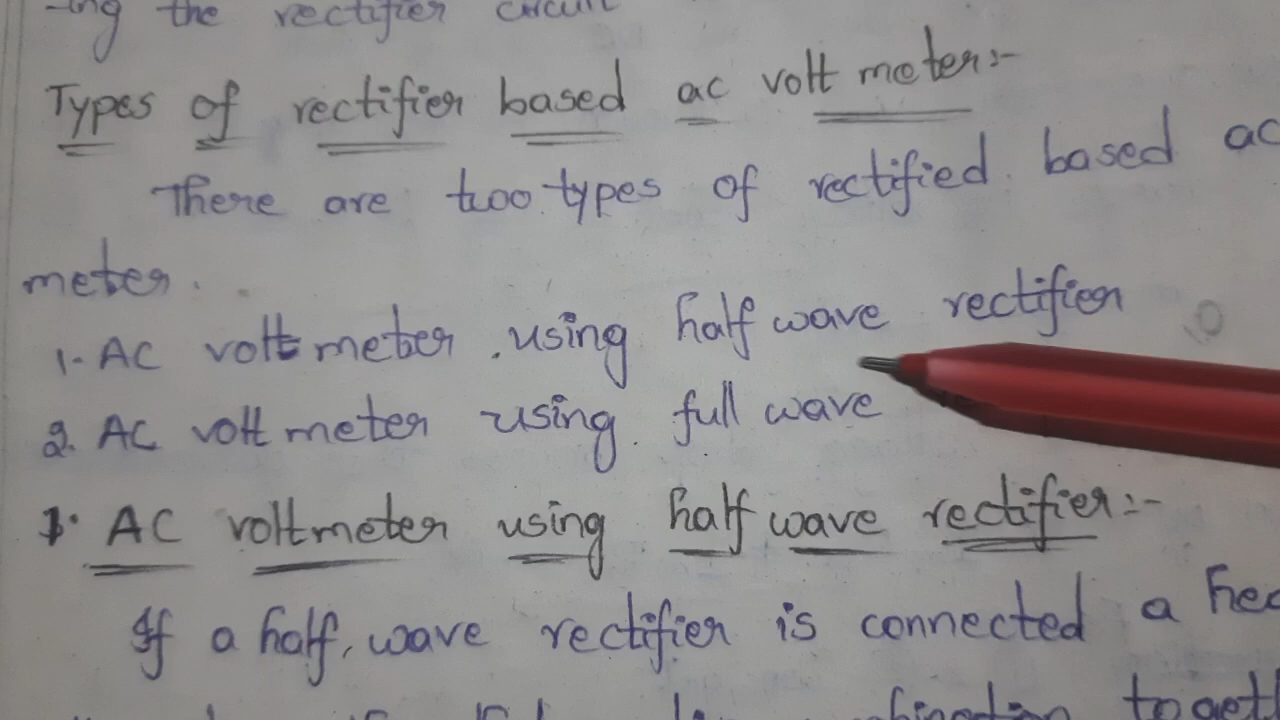 -ing the rectifier circuit
Types of rectifier based ac volt meter:-
There are two types of rectified based ac
meter.
1. AC volt meter using half wave rectifier
2. AC volt meter using full wave
1. AC voltmeter using half wave rectifier:-
If a half wave rectifier is connected a